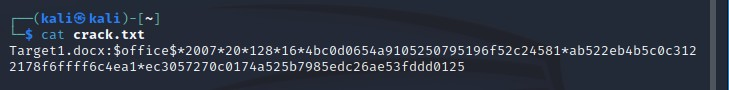 ┌──(kali㉿kali)-[~]
└─$ cat crack.txt
Target1.docx:$office$*2007*20*128*16*4bc0d0654a9105250795196f52c24581*ab522eb4b5c0c312
2178f6ffff6c4ea1*ec3057270c0174a525b7985edc26ae53fddd0125